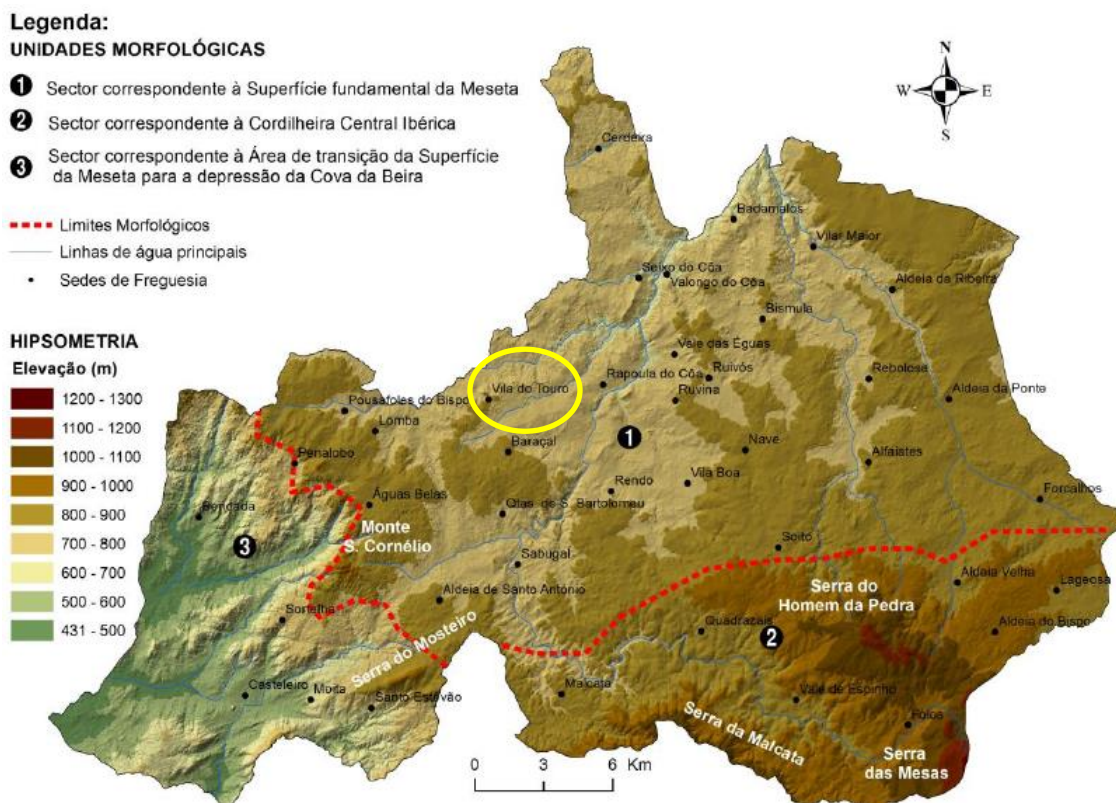 Legenda:
UNIDADES MORFOLÓGICAS
1 Sector correspondente à Superfície fundamental da Meseta
2 Sector correspondente à Cordilheira Central Ibérica
3 Sector correspondente à Área de transição da Superfície
da Meseta para a depressão da Cova da Beira
Limites Morfológicos
Linhas de água principais
Sedes de Freguesia
HIPSOMETRIA
Elevação (m)
1200 - 1300
1100 - 1200
1000 - 1100
900 - 1000
800 - 900
700 - 800
600 - 700
500 - 600
431 - 500
N
W
E
S
Cerdeira
Badamalos
Vilar Maior
Seixo do Côa
Valongo do Côa
Aldeia da Ribeira
Bismula
Vale das Éguas
Vila do Touro
Rapoula do Côa
Ruivós
Ruvina
Rebolosa
Aldeia da Ponte
Pousafoles do Bispo
Lomba
Baraçal
1
Nave
Penalobo
Alfaiates
Vila Boa
Rendo
Águas Belas
Qtas. de S. Bartolomeu
Forcalhos
Bendada
3
Monte
S. Cornélio
Soito
Sabugal
Aldeia Velha
Lageosa
Serra do
Homem da Pedra
Aldeia de Santo António
Sortelha
Quadrazais
2
Aldeia do Bispo
Serra do Mosteiro
Casteleiro
Moita
Santo Estêvão
Malcata
Vale de Espinho
Fóios
Serra da Malcata
Serra
das Mesas
0 3 6 Km